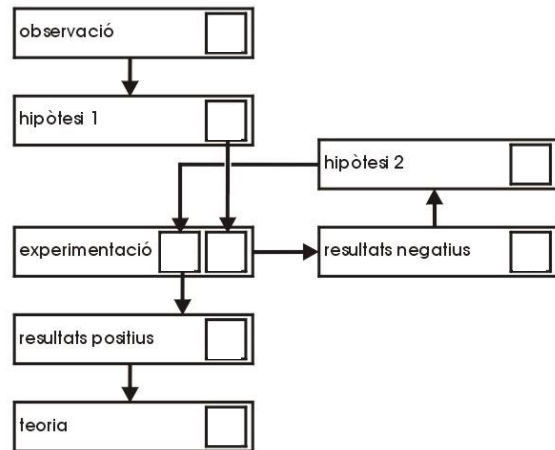 observació
hipòtesi 1
hipòtesi 2
experimentació
resultats negatius
resultats positius
teoria